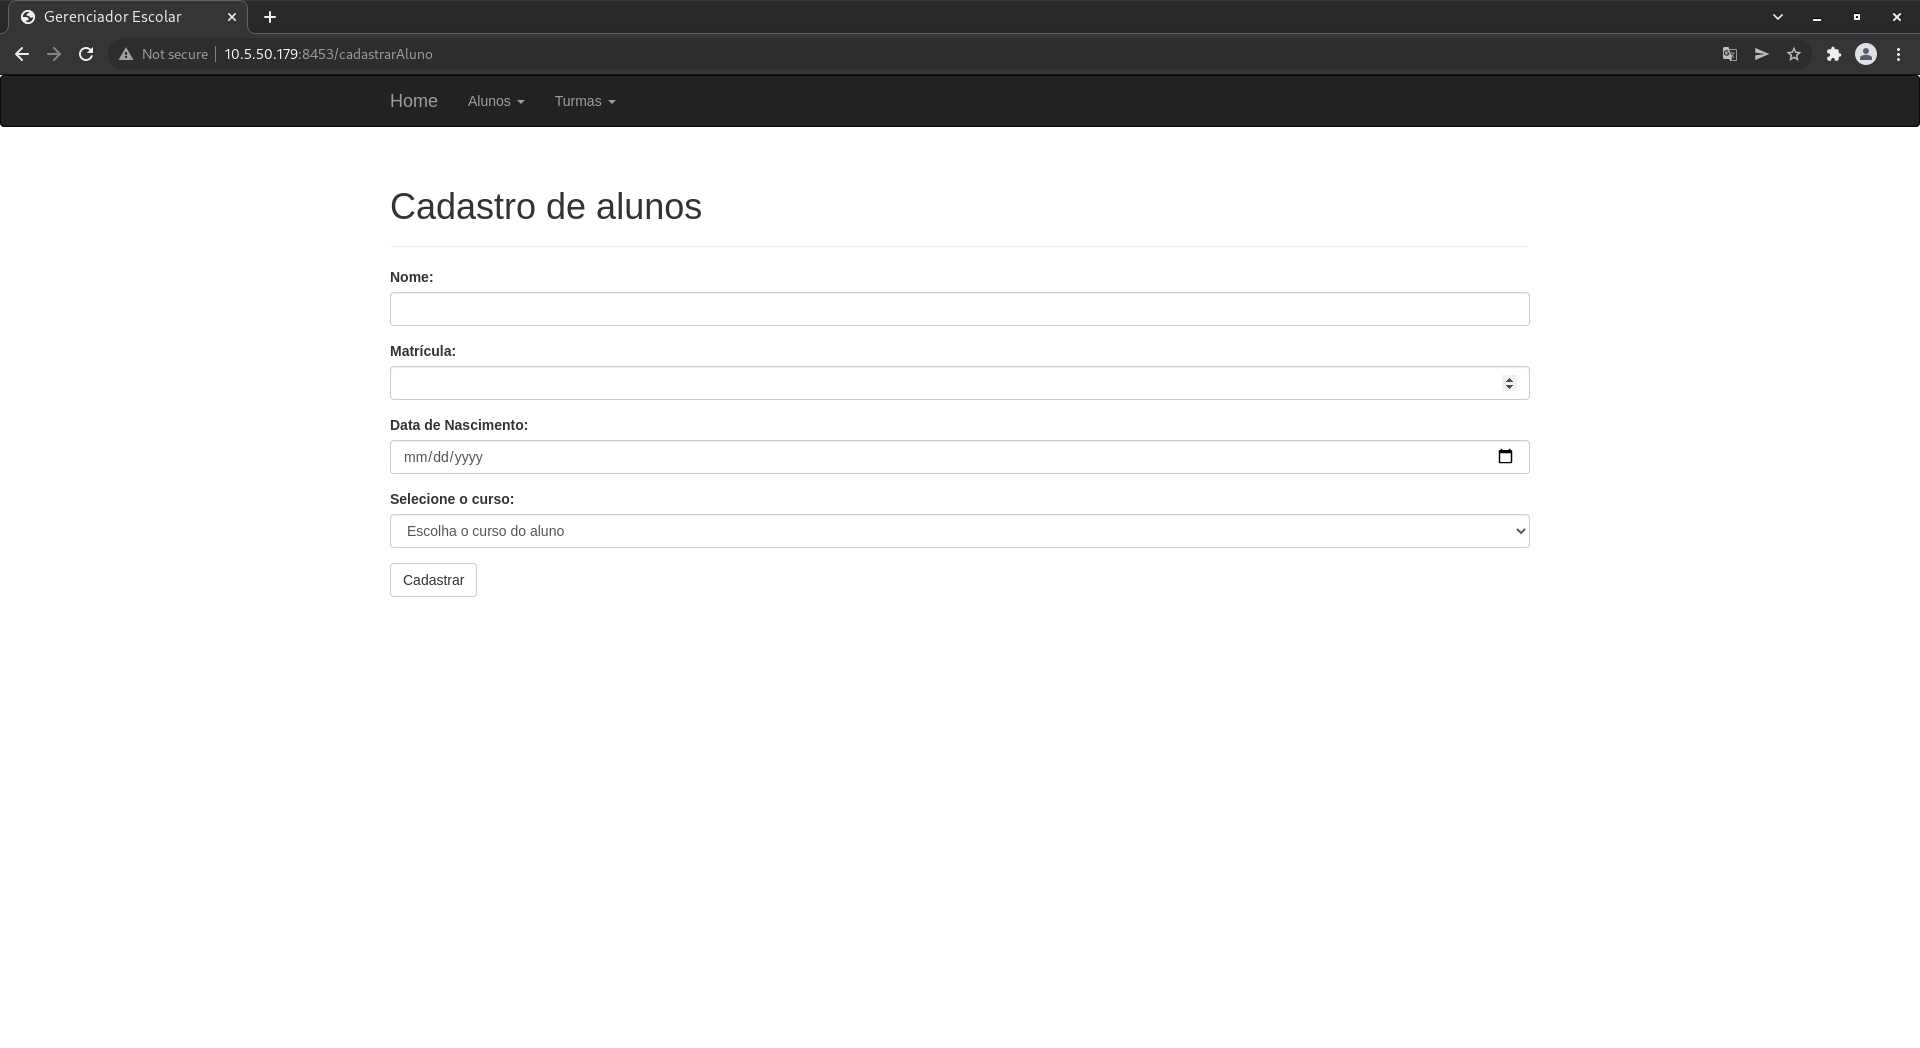 Gerenciador Escolar
Not secure 10.5.50.179:8453/cadastrarAluno
Home Alunos Turmas
Cadastro de alunos
Nome:
Matrícula:
Data de Nascimento:
mm/dd/yyyy
Selecione o curso:
Escolha o curso do aluno
Cadastrar